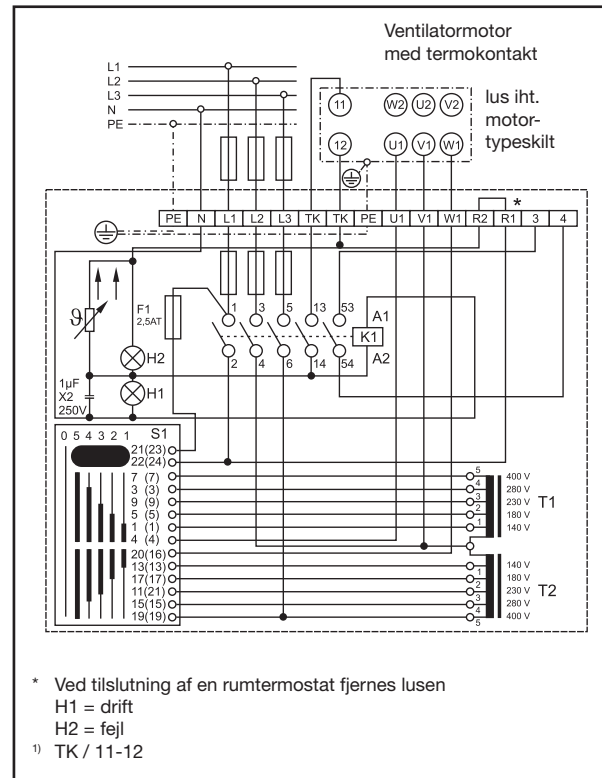 Ventilatormotor
med termokontakt
L1
L2
L3
N
PE
11 W2 U2 V2
lus iht.
motor-
typeskilt
12 U1 V1 W1
*
PE N L1 L2 L3 TK TK PE U1 V1 W1 R2 R1 3 4
F1
2,5AT
1 3 5 13 53
A1
K1
A2
2 4 6 14 54
ϑ
H2
H1
1µF
X2
250V
0 5 4 3 2 1 S1
21(23)
22(24)
7 (7)
3 (3)
9 (9)
5 (5)
1 (1)
4 (4)
20(16)
13(13)
17(17)
11(21)
15(15)
19(19)
5 400 V
4 280 V
3 230 V
2 180 V
1 140 V
T1
140 V
1 180 V
2 230 V
3 280 V
4 400 V
5
T2
* Ved tilslutning af en rumtermostat fjernes lusen
H1 = drift
H2 = fejl
1) TK / 11-12